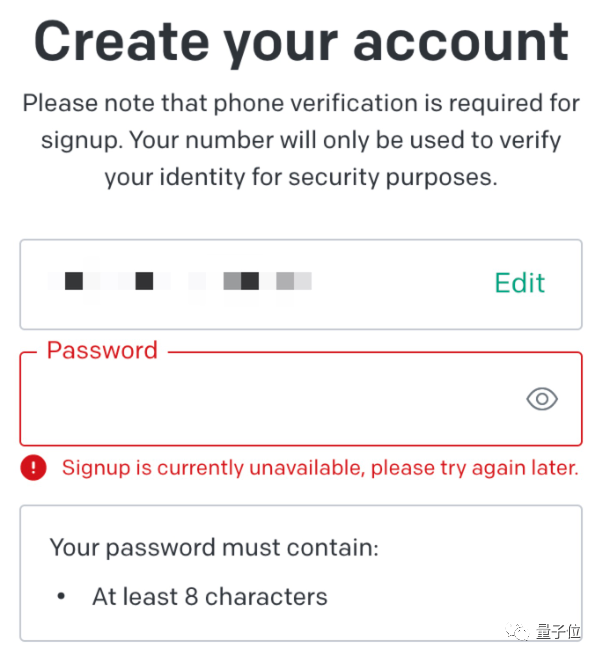 Create your account
Please note that phone verification is required for
signup. Your number will only be used to verify
your identity for security purposes.
Edit
Password
Signup is currently unavailable, please try again later.
Your password must contain:
• At least 8 characters
量子位